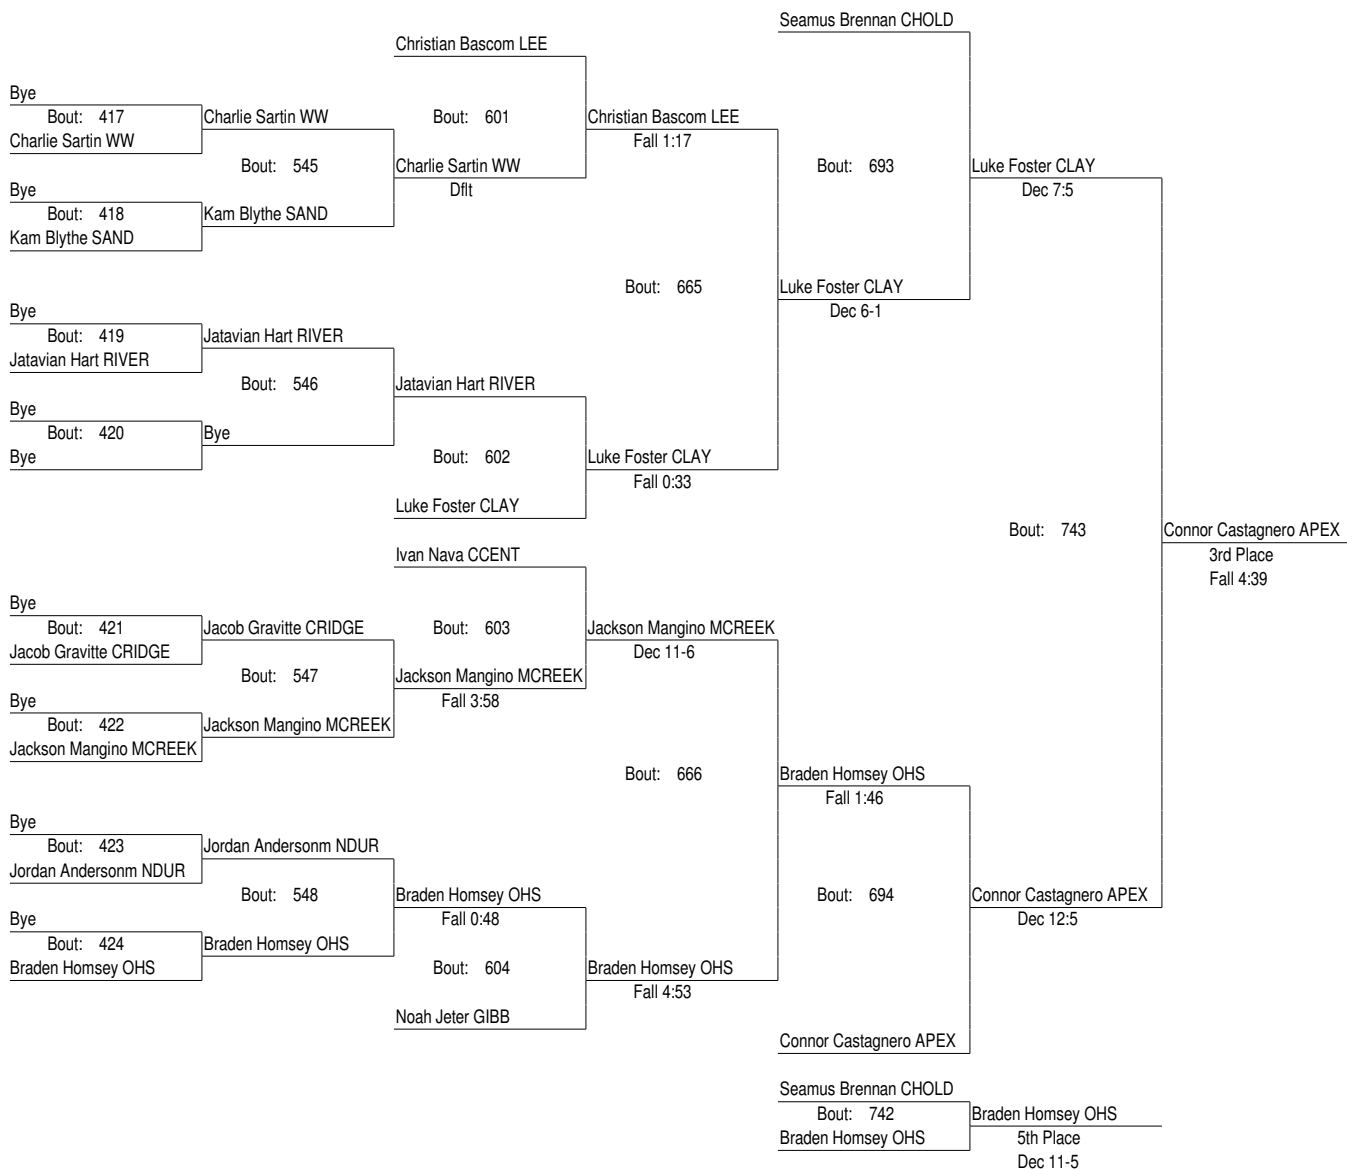 Seamus Brennan CHOLD
Christian Bascom LEE
Bye
Bout: 417
Charlie Sartin WW
Bout: 601
Christian Bascom LEE
Charlie Sartin WW
Fall 1:17
Bout: 545
Charlie Sartin WW
Bout: 693
Luke Foster CLAY
Bye
Dflt
Dec 7:5
Bout: 418
Kam Blythe SAND
Kam Blythe SAND
Bout: 665
Luke Foster CLAY
Bye
Dec 6-1
Bout: 419
Jatavian Hart RIVER
Jatavian Hart RIVER
Bout: 546
Jatavian Hart RIVER
Bye
Bout: 420
Bye
Bye
Bout: 602
Luke Foster CLAY
Fall 0:33
Luke Foster CLAY
Bout: 743
Connor Castagnero APEX
Ivan Nava CCENT
3rd Place
Fall 4:39
Bye
Bout: 421
Jacob Gravitte CRIDGE
Bout: 603
Jackson Mangino MCREEK
Jacob Gravitte CRIDGE
Dec 11-6
Bout: 547
Jackson Mangino MCREEK
Bye
Fall 3:58
Bout: 422
Jackson Mangino MCREEK
Jackson Mangino MCREEK
Bout: 666
Braden Homsey OHS
Fall 1:46
Bye
Bout: 423
Jordan Andersonm NDUR
Jordan Andersonm NDUR
Bout: 548
Braden Homsey OHS
Bout: 694
Connor Castagnero APEX
Bye
Fall 0:48
Dec 12:5
Bout: 424
Braden Homsey OHS
Braden Homsey OHS
Bout: 604
Braden Homsey OHS
Fall 4:53
Noah Jeter GIBB
Connor Castagnero APEX
Seamus Brennan CHOLD
Bout: 742
Braden Homsey OHS
Braden Homsey OHS
5th Place
Dec 11-5